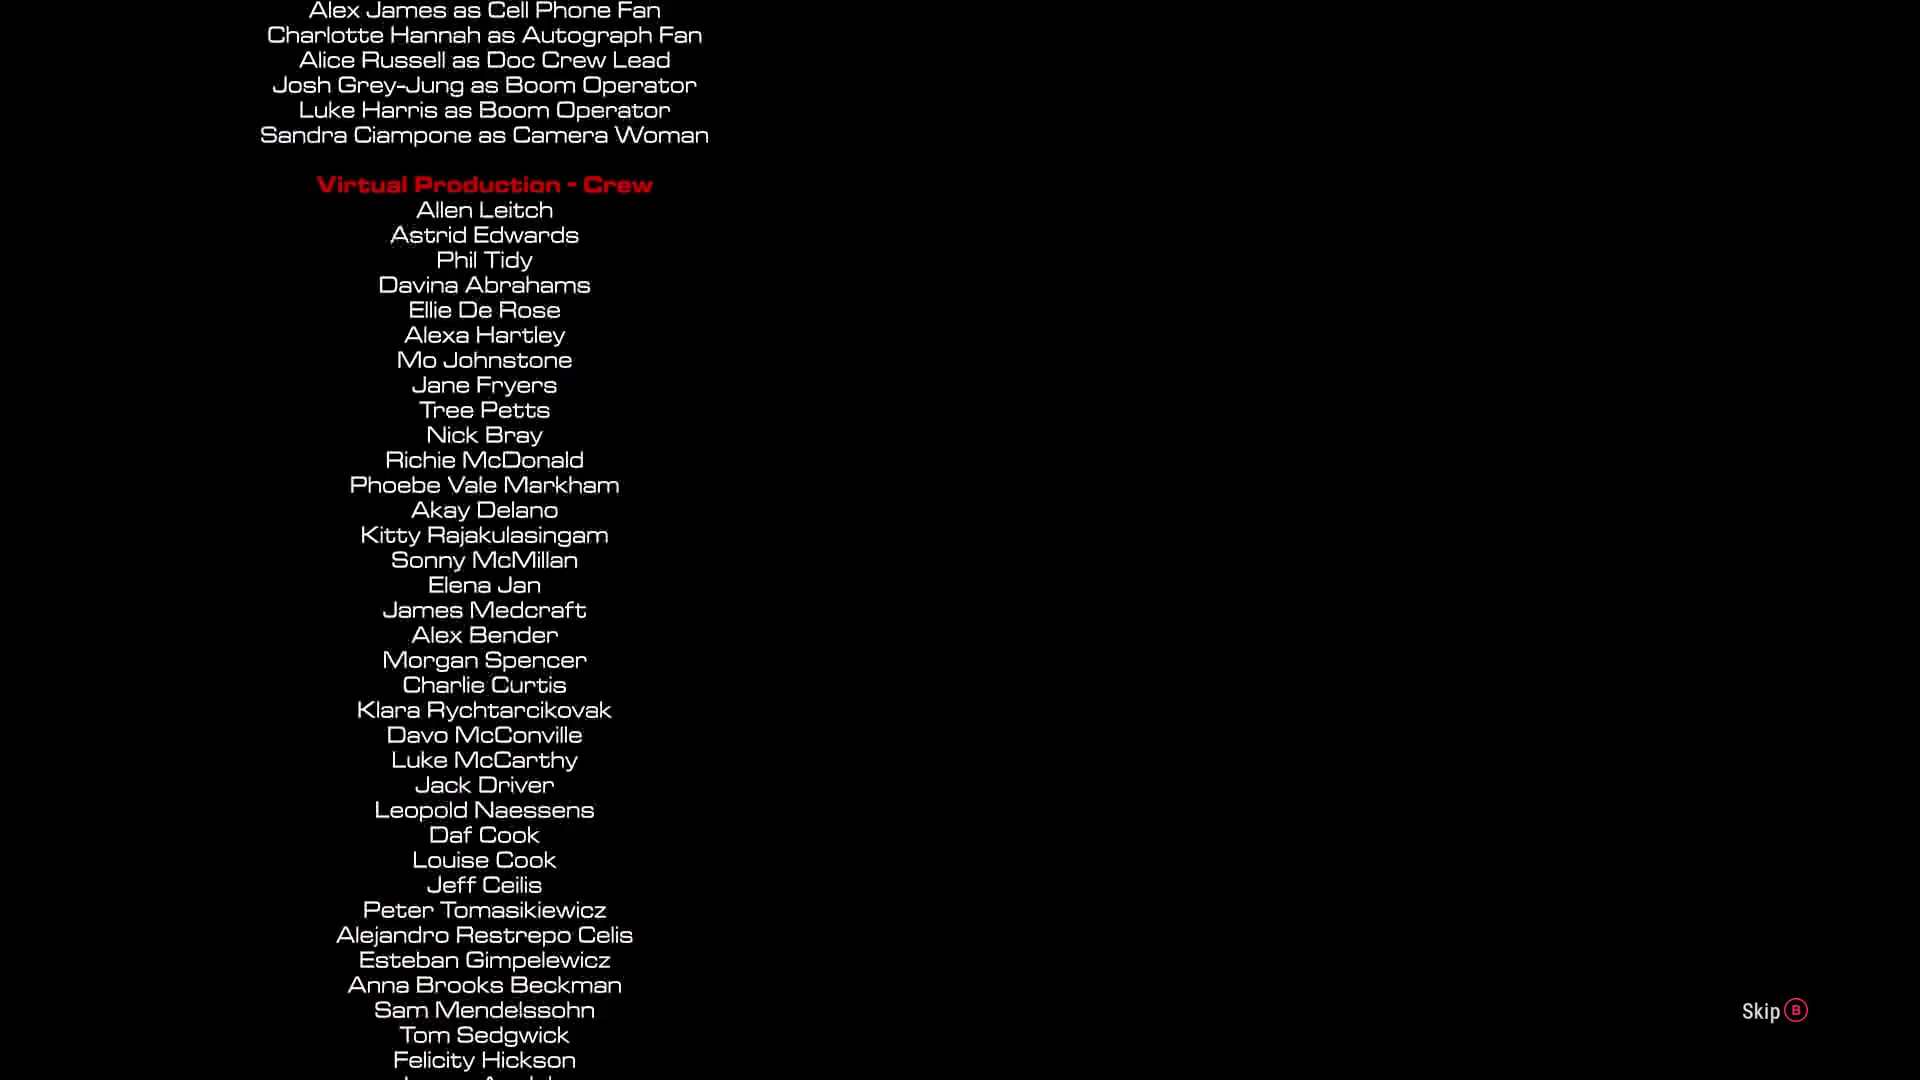 Alex James as Cell Phone Fan
Charlotte Hannah as Autograph Fan
Alice Russell as Doc Crew Lead
Josh Grey-Jung as Boom Operator
Luke Harris as Boom Operator
Sandra Ciampone as Camera Woman
Virtual Production - Crew
Allen Leitch
Astrid Edwards
Phil Tidy
Davina Abrahams
Ellie De Rose
Alexa Hartley
Mo Johnstone
Jane Fryers
Tree Petts
Nick Bray
Richie McDonald
Phoebe Vale Markham
Akay Delano
Kitty Rajakulasingam
Sonny McMillan
Elena Jan
James Medcraft
Alex Bender
Morgan Spencer
Charlie Curtis
Klara Rychtarcikovak
Davo McConville
Luke McCarthy
Jack Driver
Leopold Naessens
Daf Cook
Louise Cook
Jeff Ceilis
Peter Tomasikiewicz
Alejandro Restrepo Celis
Esteban Gimpelewicz
Anna Brooks Beckman
Sam Mendelssohn
Tom Sedgwick
Felicity Hickson
Skip B